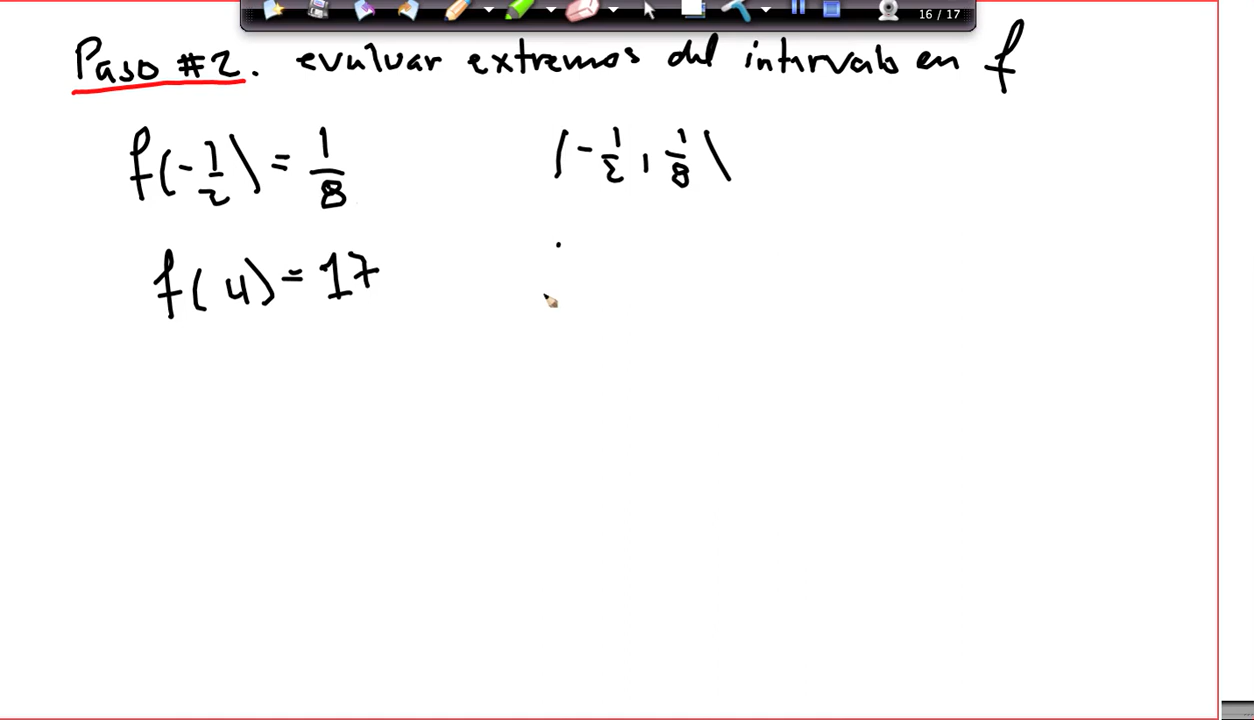 16 / 17
Paso #2. evaluar extremos del intervalo en f
f(-1/2) = 1/8 (-1/2, 1/8)
f(4) = 17